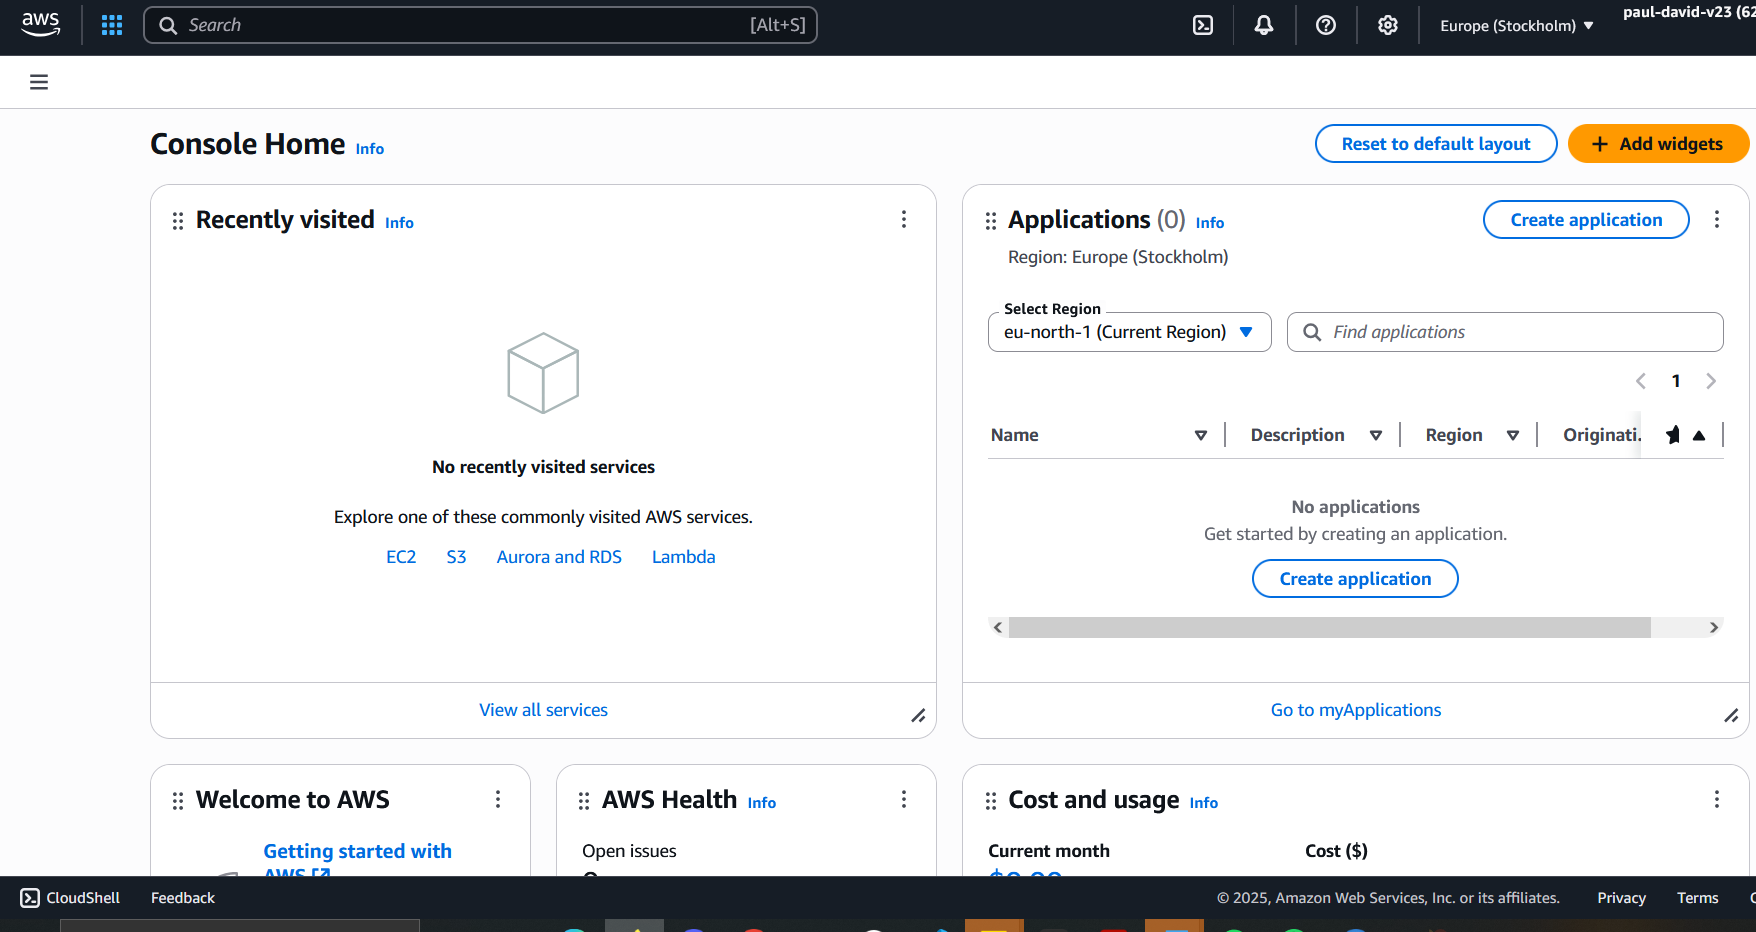 aws
Search [Alt+S]
Europe (Stockholm)
paul-david-v23 (62
Console Home Info
Reset to default layout
Add widgets
Recently visited Info
No recently visited services
Explore one of these commonly visited AWS services.
EC2 S3 Aurora and RDS Lambda
View all services
Applications (0) Info
Create application
Region: Europe (Stockholm)
Select Region
eu-north-1 (Current Region)
Find applications
1
Name Description Region Originati.
No applications
Get started by creating an application.
Create application
Go to myApplications
Welcome to AWS
Getting started with
AWS
AWS Health Info
Open issues
Cost and usage Info
Current month
Cost ($)
CloudShell Feedback
© 2025, Amazon Web Services, Inc. or its affiliates. Privacy Terms